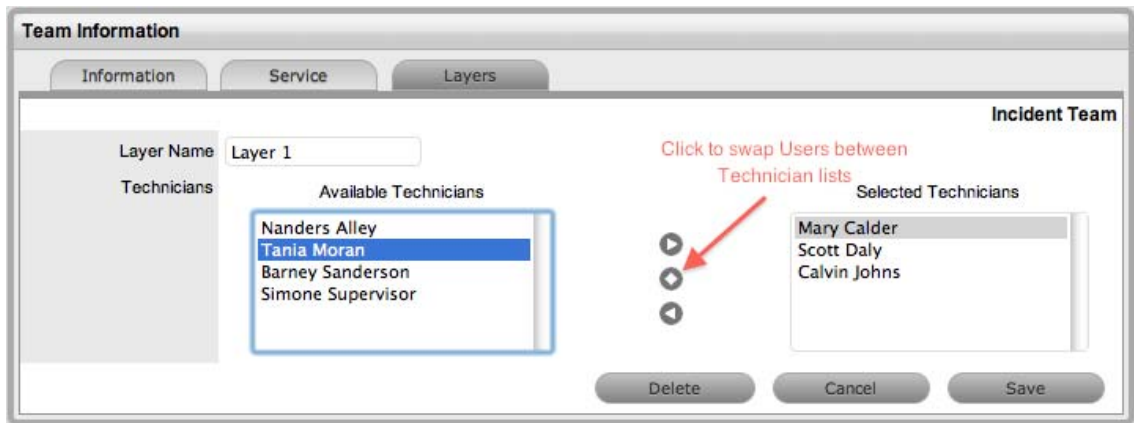 Team Information
Information Service Layers
Incident Team
Layer Name Layer 1
Click to swap Users between
Technician lists
Technicians
Available Technicians
Selected Technicians
Nanders Alley
Tania Moran
Barney Sanderson
Simone Supervisor
Mary Calder
Scott Daly
Calvin Johns
Delete Cancel Save